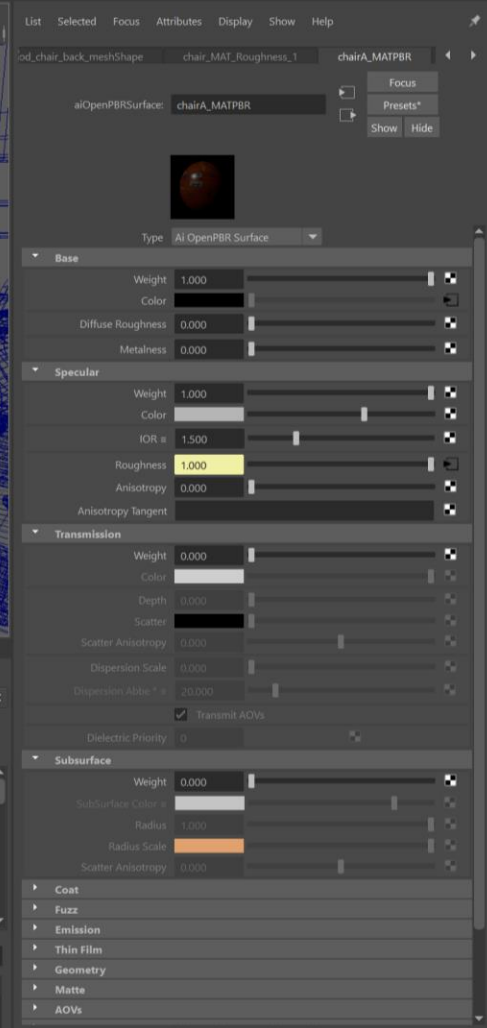 List Selected Focus Attributes Display Show Help
od_chair_back_meshShape chair_MAT_Roughness_1 chairA_MATPBR
Focus
aiOpenPBRSurface: chairA_MATPBR
Presets*
Show Hide
Type Ai OpenPBR Surface
Base
Weight 1.000
Color
Diffuse Roughness 0.000
Metalness 0.000
Specular
Weight 1.000
Color
IOR ≡ 1.500
Roughness 1.000
Anisotropy 0.000
Anisotropy Tangent
Transmission
Weight 0.000
Color
Depth 0.000
Scatter
Scatter Anisotropy 0.000
Dispersion Scale 0.000
Dispersion Abbe * ≡ 20.000
Transmit AOVs
Dielectric Priority 0
Subsurface
Weight 0.000
SubSurface Color ≡
Radius 1.000
Radius Scale
Scatter Anisotropy 0.000
Coat
Fuzz
Emission
Thin Film
Geometry
Matte
AOVs